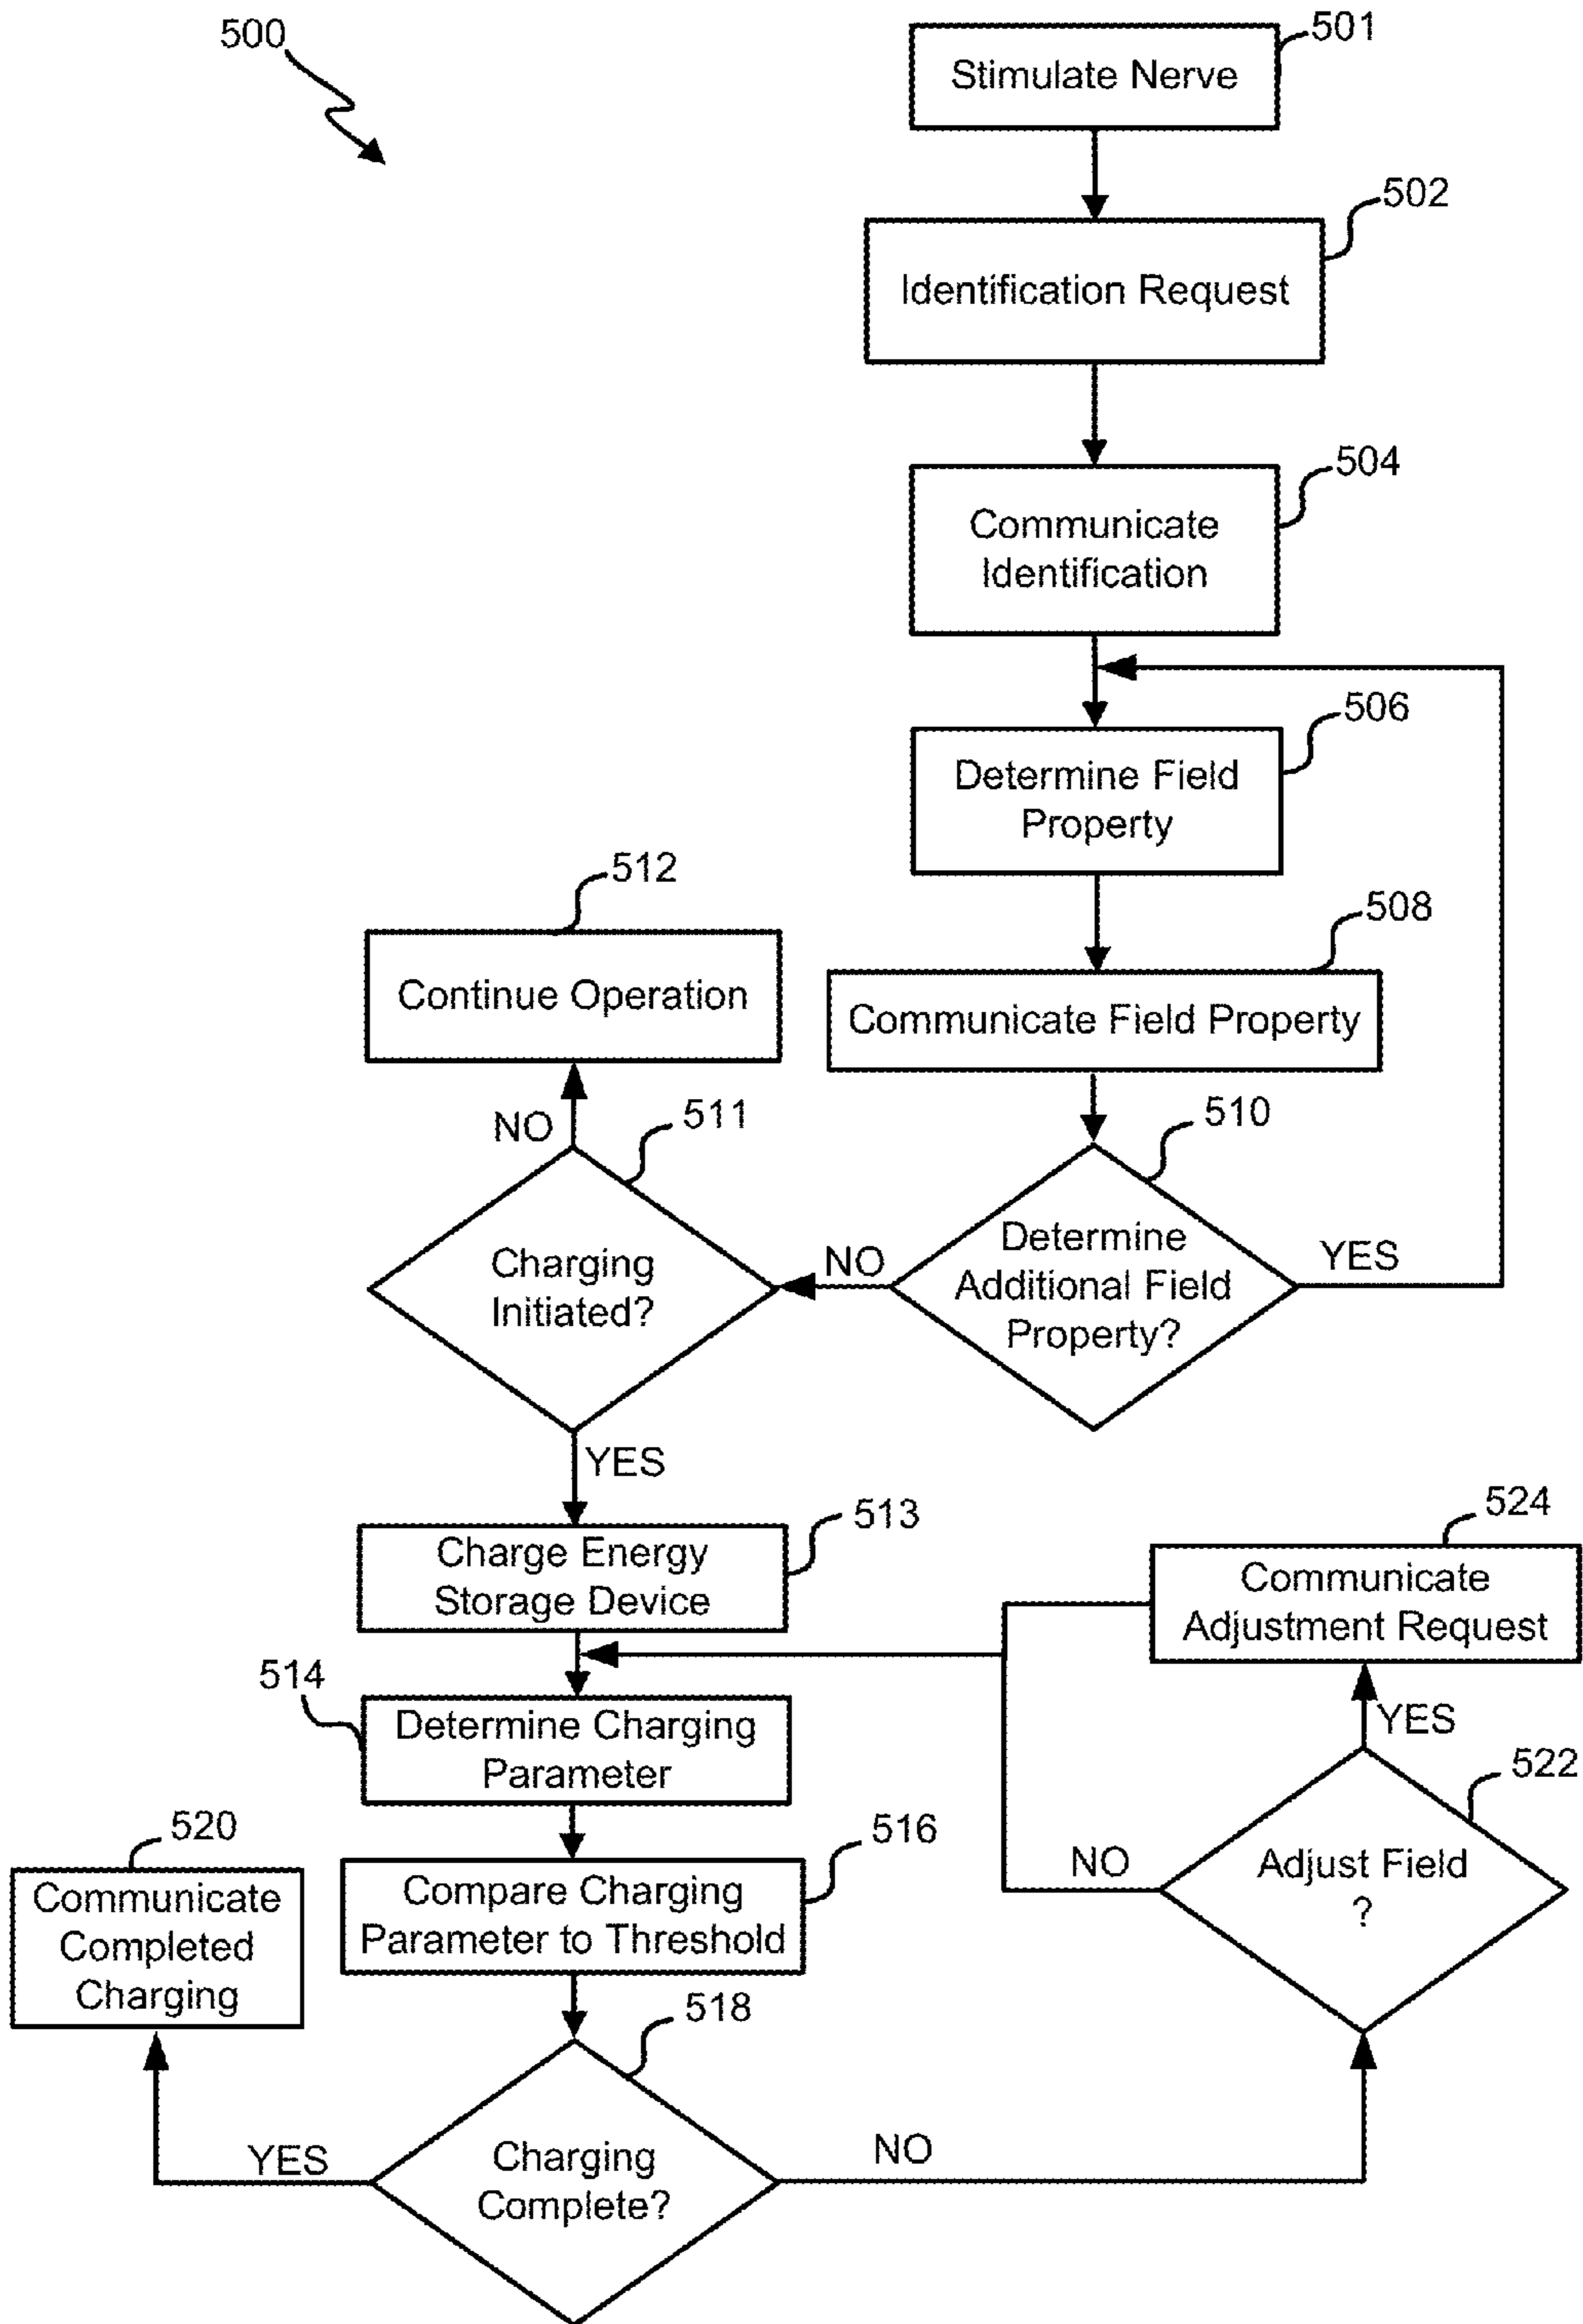 500
501
Stimulate Nerve
502
Identification Request
504
Communicate
Identification
506
Determine Field
Property
508
Communicate Field Property
510
Determine
Additional Field
Property?
YES
NO
512
Continue Operation
NO
511
Charging
Initiated?
YES
513
Charge Energy
Storage Device
514
Determine Charging
Parameter
516
Compare Charging
Parameter to Threshold
518
Charging
Complete?
YES
520
Communicate
Completed
Charging
NO
522
Adjust Field
?
NO
YES
524
Communicate
Adjustment Request